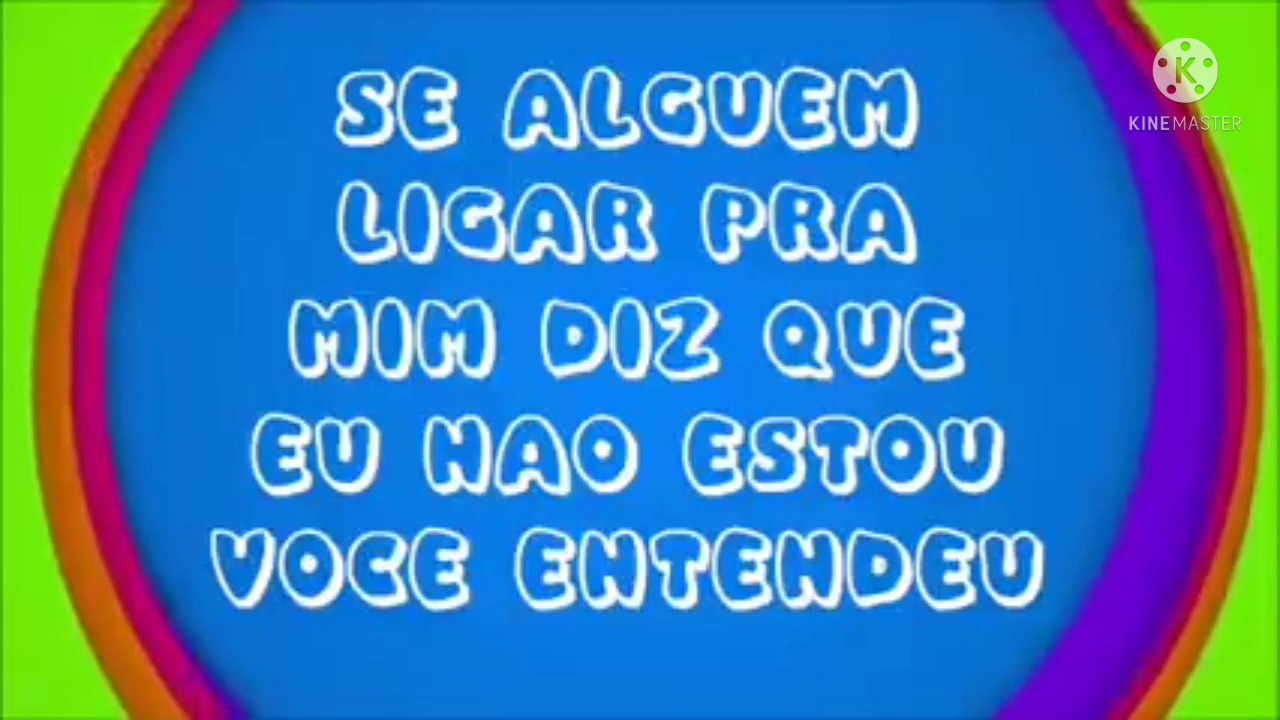 SE ALGUEM
LIGAR PRA
MIM DIZ QUE
EU NAO ESTOU
VOCE ENTENDEU
K
KINEMASTER